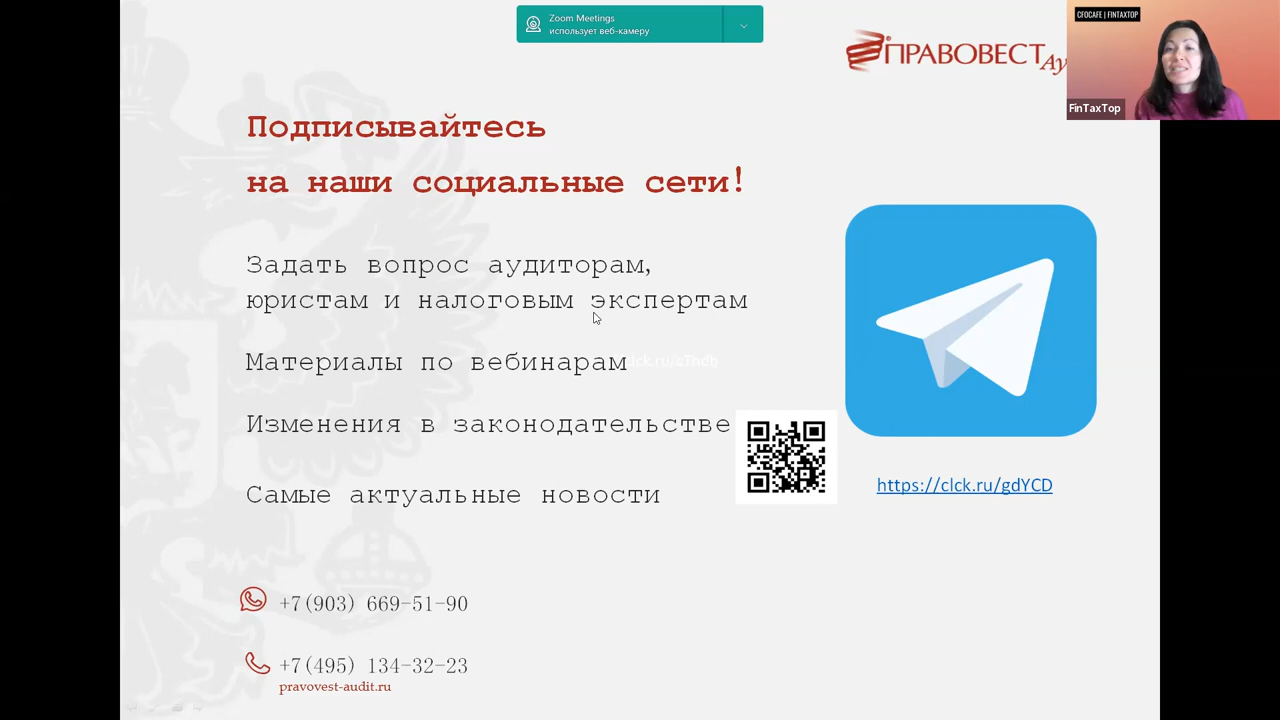 Zoom Meetings
использует веб-камеру
CFOCAFE | FINTAXTOP
ПРАВОВЕСТ
FinTaxTop
Подписывайтесь
на наши социальные сети!
Задать вопрос аудиторам,
юристам и налоговым экспертам
Материалы по вебинарам
Изменения в законодательстве
Самые актуальные новости
https://clck.ru/gdYCD
+7(903) 669-51-90
+7(495) 134-32-23
pravovest-audit.ru